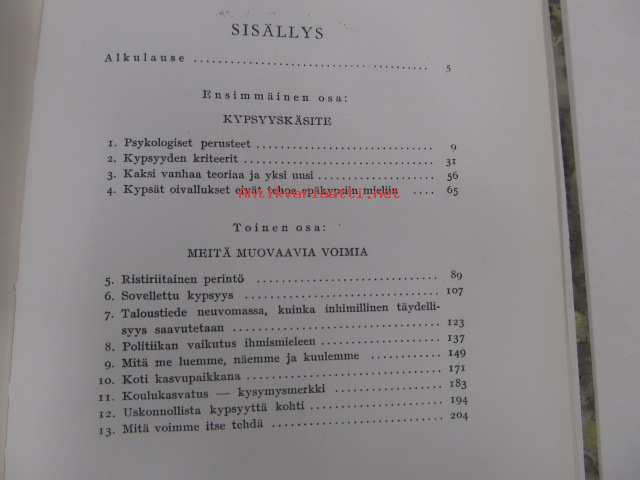 SISÄLLYS
Alkulause .......................................... 5
Ensimmäinen osa:
KYPSYYSKÄSITE
1. Psykologiset perusteet .......................... 9
2. Kypsyyden kriteerit ............................. 31
3. Kaksi vanhaa teoriaa ja yksi uusi ............... 56
4. Kypsät oivallukset eivät tehoa epäkypsiin mieliin .... 65
Antikvariaatti.net
Toinen osa:
MEITÄ MUOVAAVIA VOIMIA
5. Ristiriitainen perintö .......................... 89
6. Sovellettu kypsyys .............................. 107
7. Taloustiede neuvomassa, kuinka inhimillinen täydelli-
syys saavutetaan ................................... 123
8. Politiikan vaikutus ihmismieleen ................ 137
9. Mitä me luemme, näemme ja kuulemme .............. 149
10. Koti kasvupaikkana ............................. 171
11. Koulukasvatus — kysymysmerkki .................. 183
12. Uskonnollista kypsyyttä kohti .................. 194
13. Mitä voimme itse tehdä ......................... 204